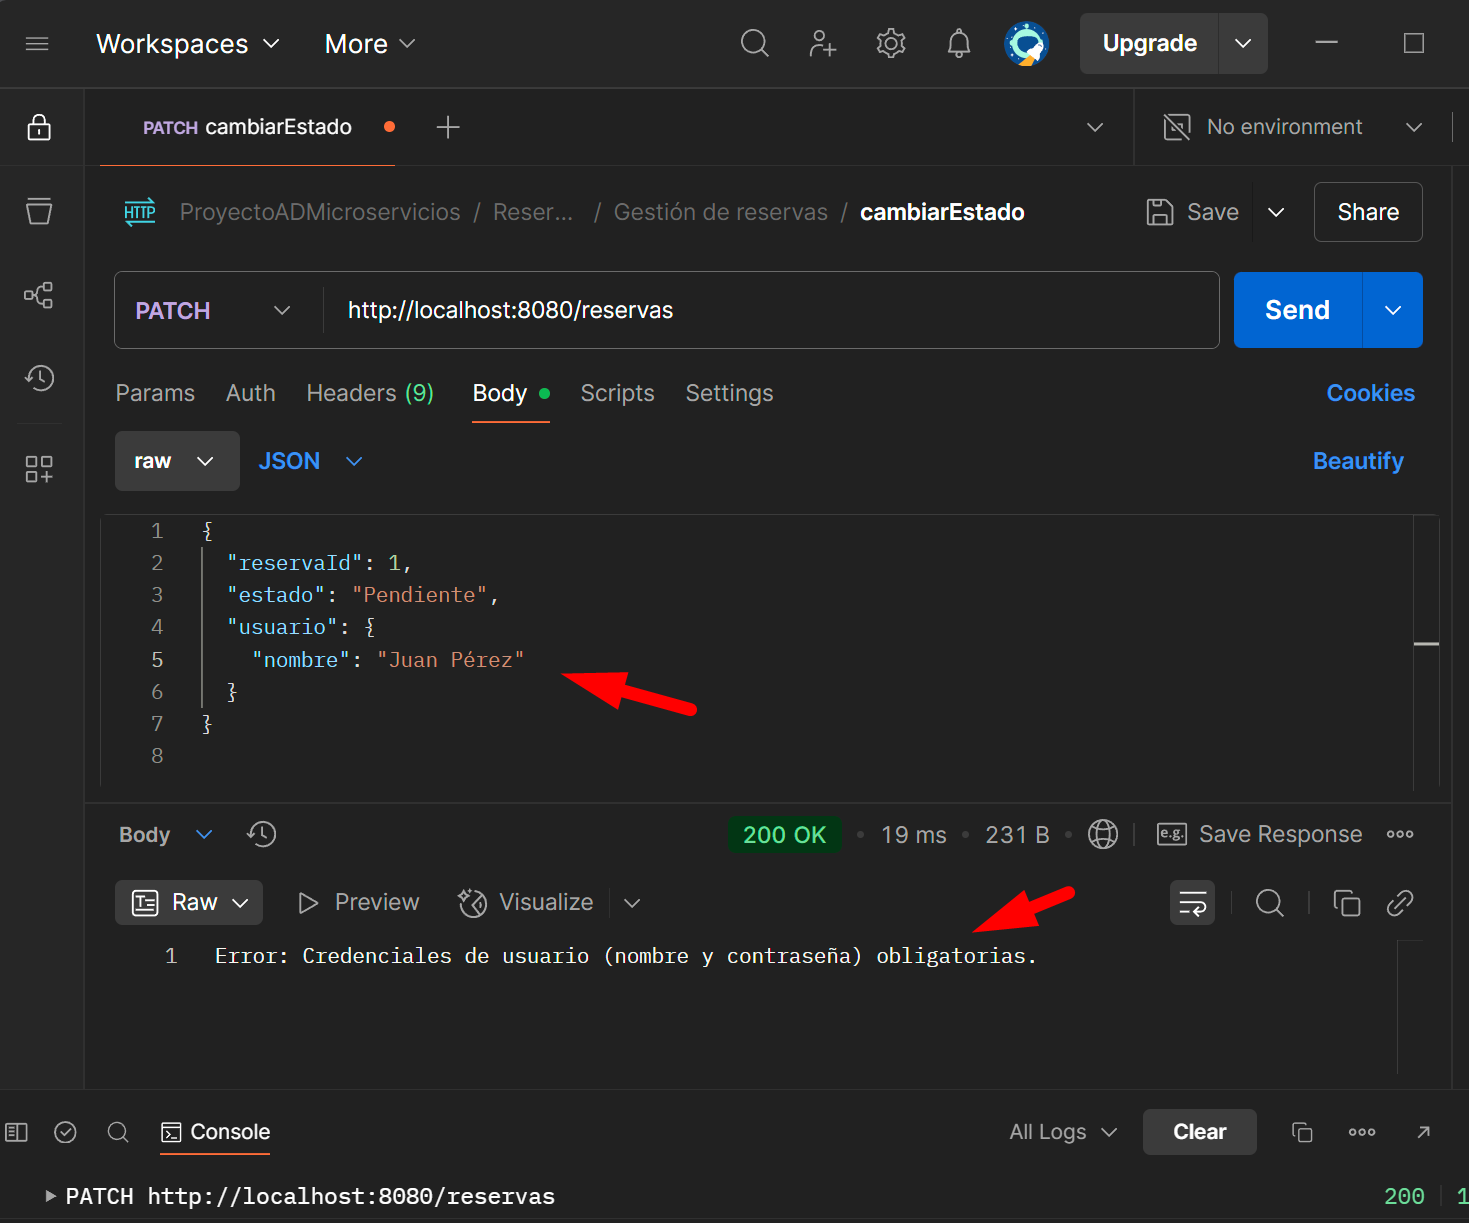 Workspaces More Upgrade
PATCH cambiarEstado No environment
HTTP ProyectoADMicroservicios / Reser... / Gestión de reservas / cambiarEstado Save Share
PATCH http://localhost:8080/reservas Send
Params Auth Headers (9) Body Scripts Settings Cookies
raw JSON Beautify
1 {
2 "reservaId": 1,
3 "estado": "Pendiente",
4 "usuario": {
5 "nombre": "Juan Pérez"
6 }
7 }
8
Body 200 OK • 19 ms • 231 B • e.g. Save Response
Raw Preview Visualize
1 Error: Credenciales de usuario (nombre y contraseña) obligatorias.
Console All Logs Clear
PATCH http://localhost:8080/reservas 200 1